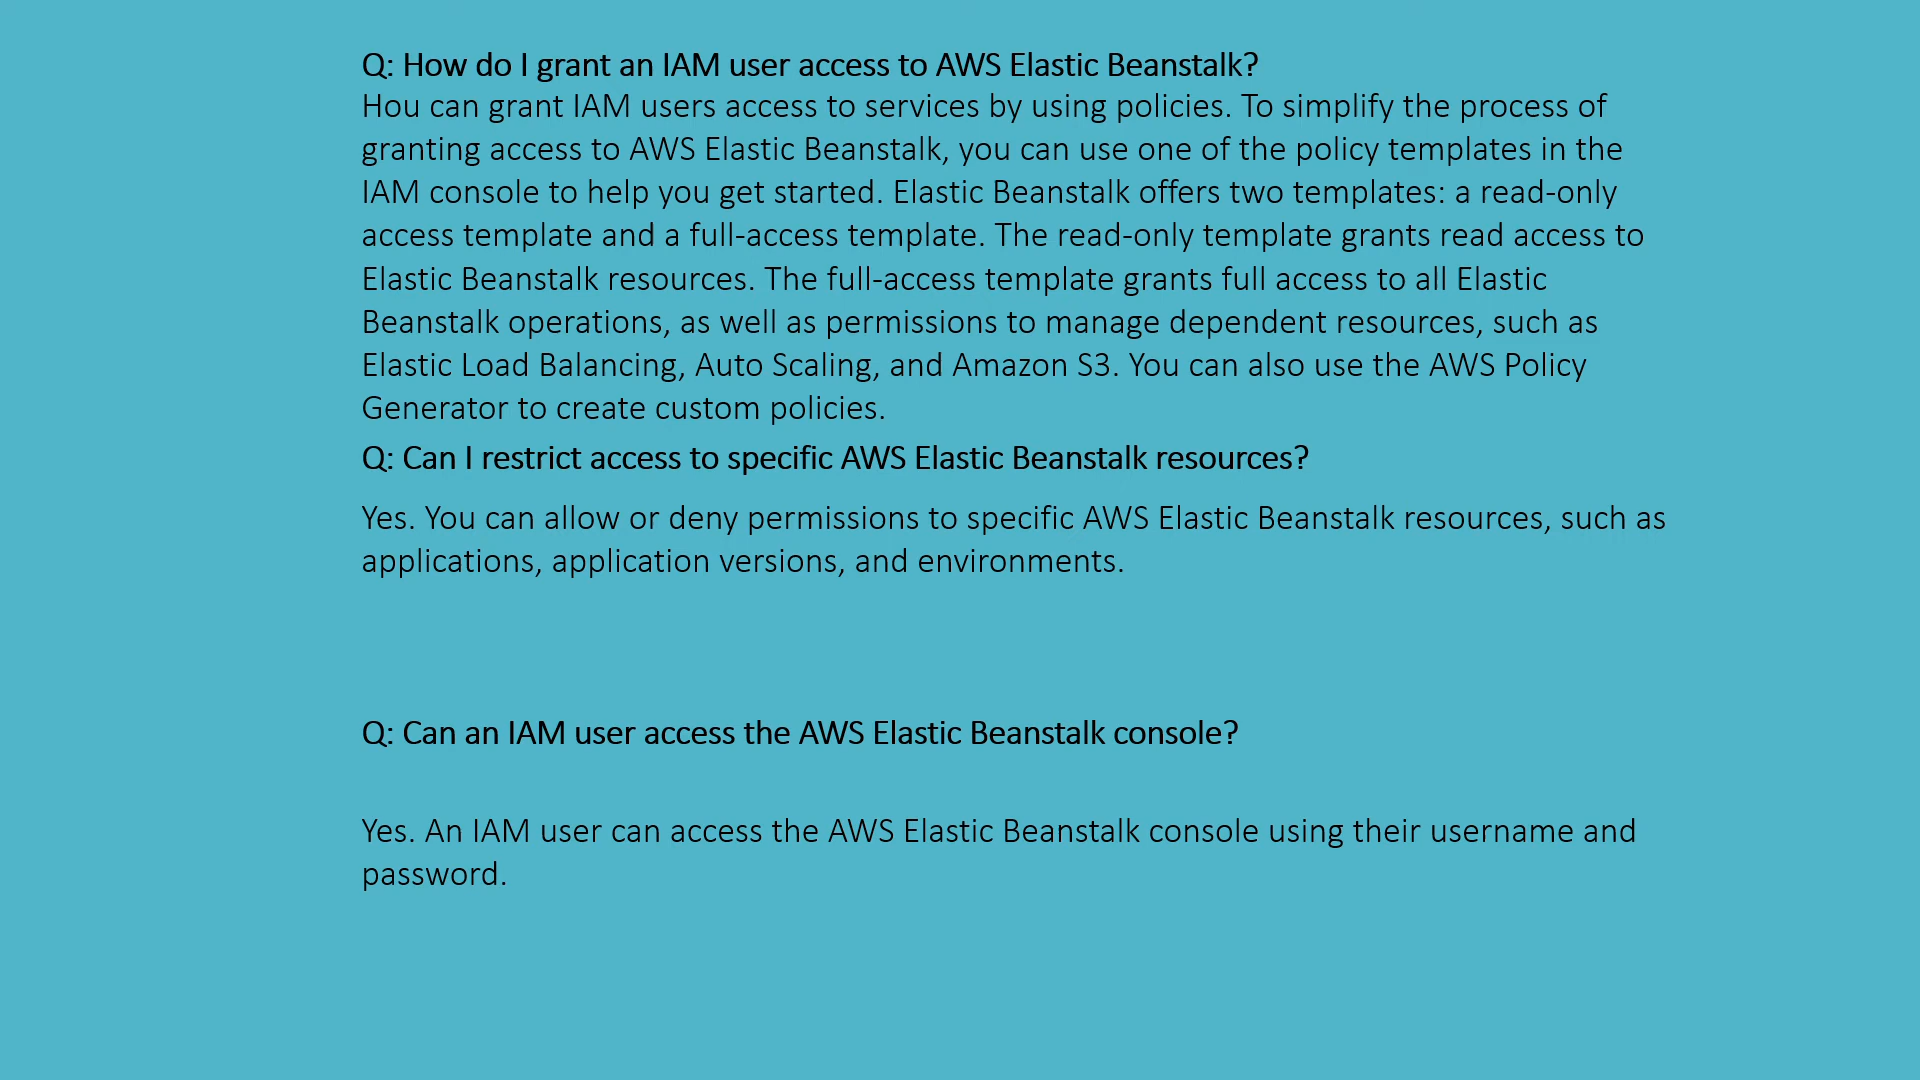 Q: How do I grant an IAM user access to AWS Elastic Beanstalk?
Hou can grant IAM users access to services by using policies. To simplify the process of
granting access to AWS Elastic Beanstalk, you can use one of the policy templates in the
IAM console to help you get started. Elastic Beanstalk offers two templates: a read-only
access template and a full-access template. The read-only template grants read access to
Elastic Beanstalk resources. The full-access template grants full access to all Elastic
Beanstalk operations, as well as permissions to manage dependent resources, such as
Elastic Load Balancing, Auto Scaling, and Amazon S3. You can also use the AWS Policy
Generator to create custom policies.
Q: Can I restrict access to specific AWS Elastic Beanstalk resources?
Yes. You can allow or deny permissions to specific AWS Elastic Beanstalk resources, such as
applications, application versions, and environments.
Q: Can an IAM user access the AWS Elastic Beanstalk console?
Yes. An IAM user can access the AWS Elastic Beanstalk console using their username and
password.